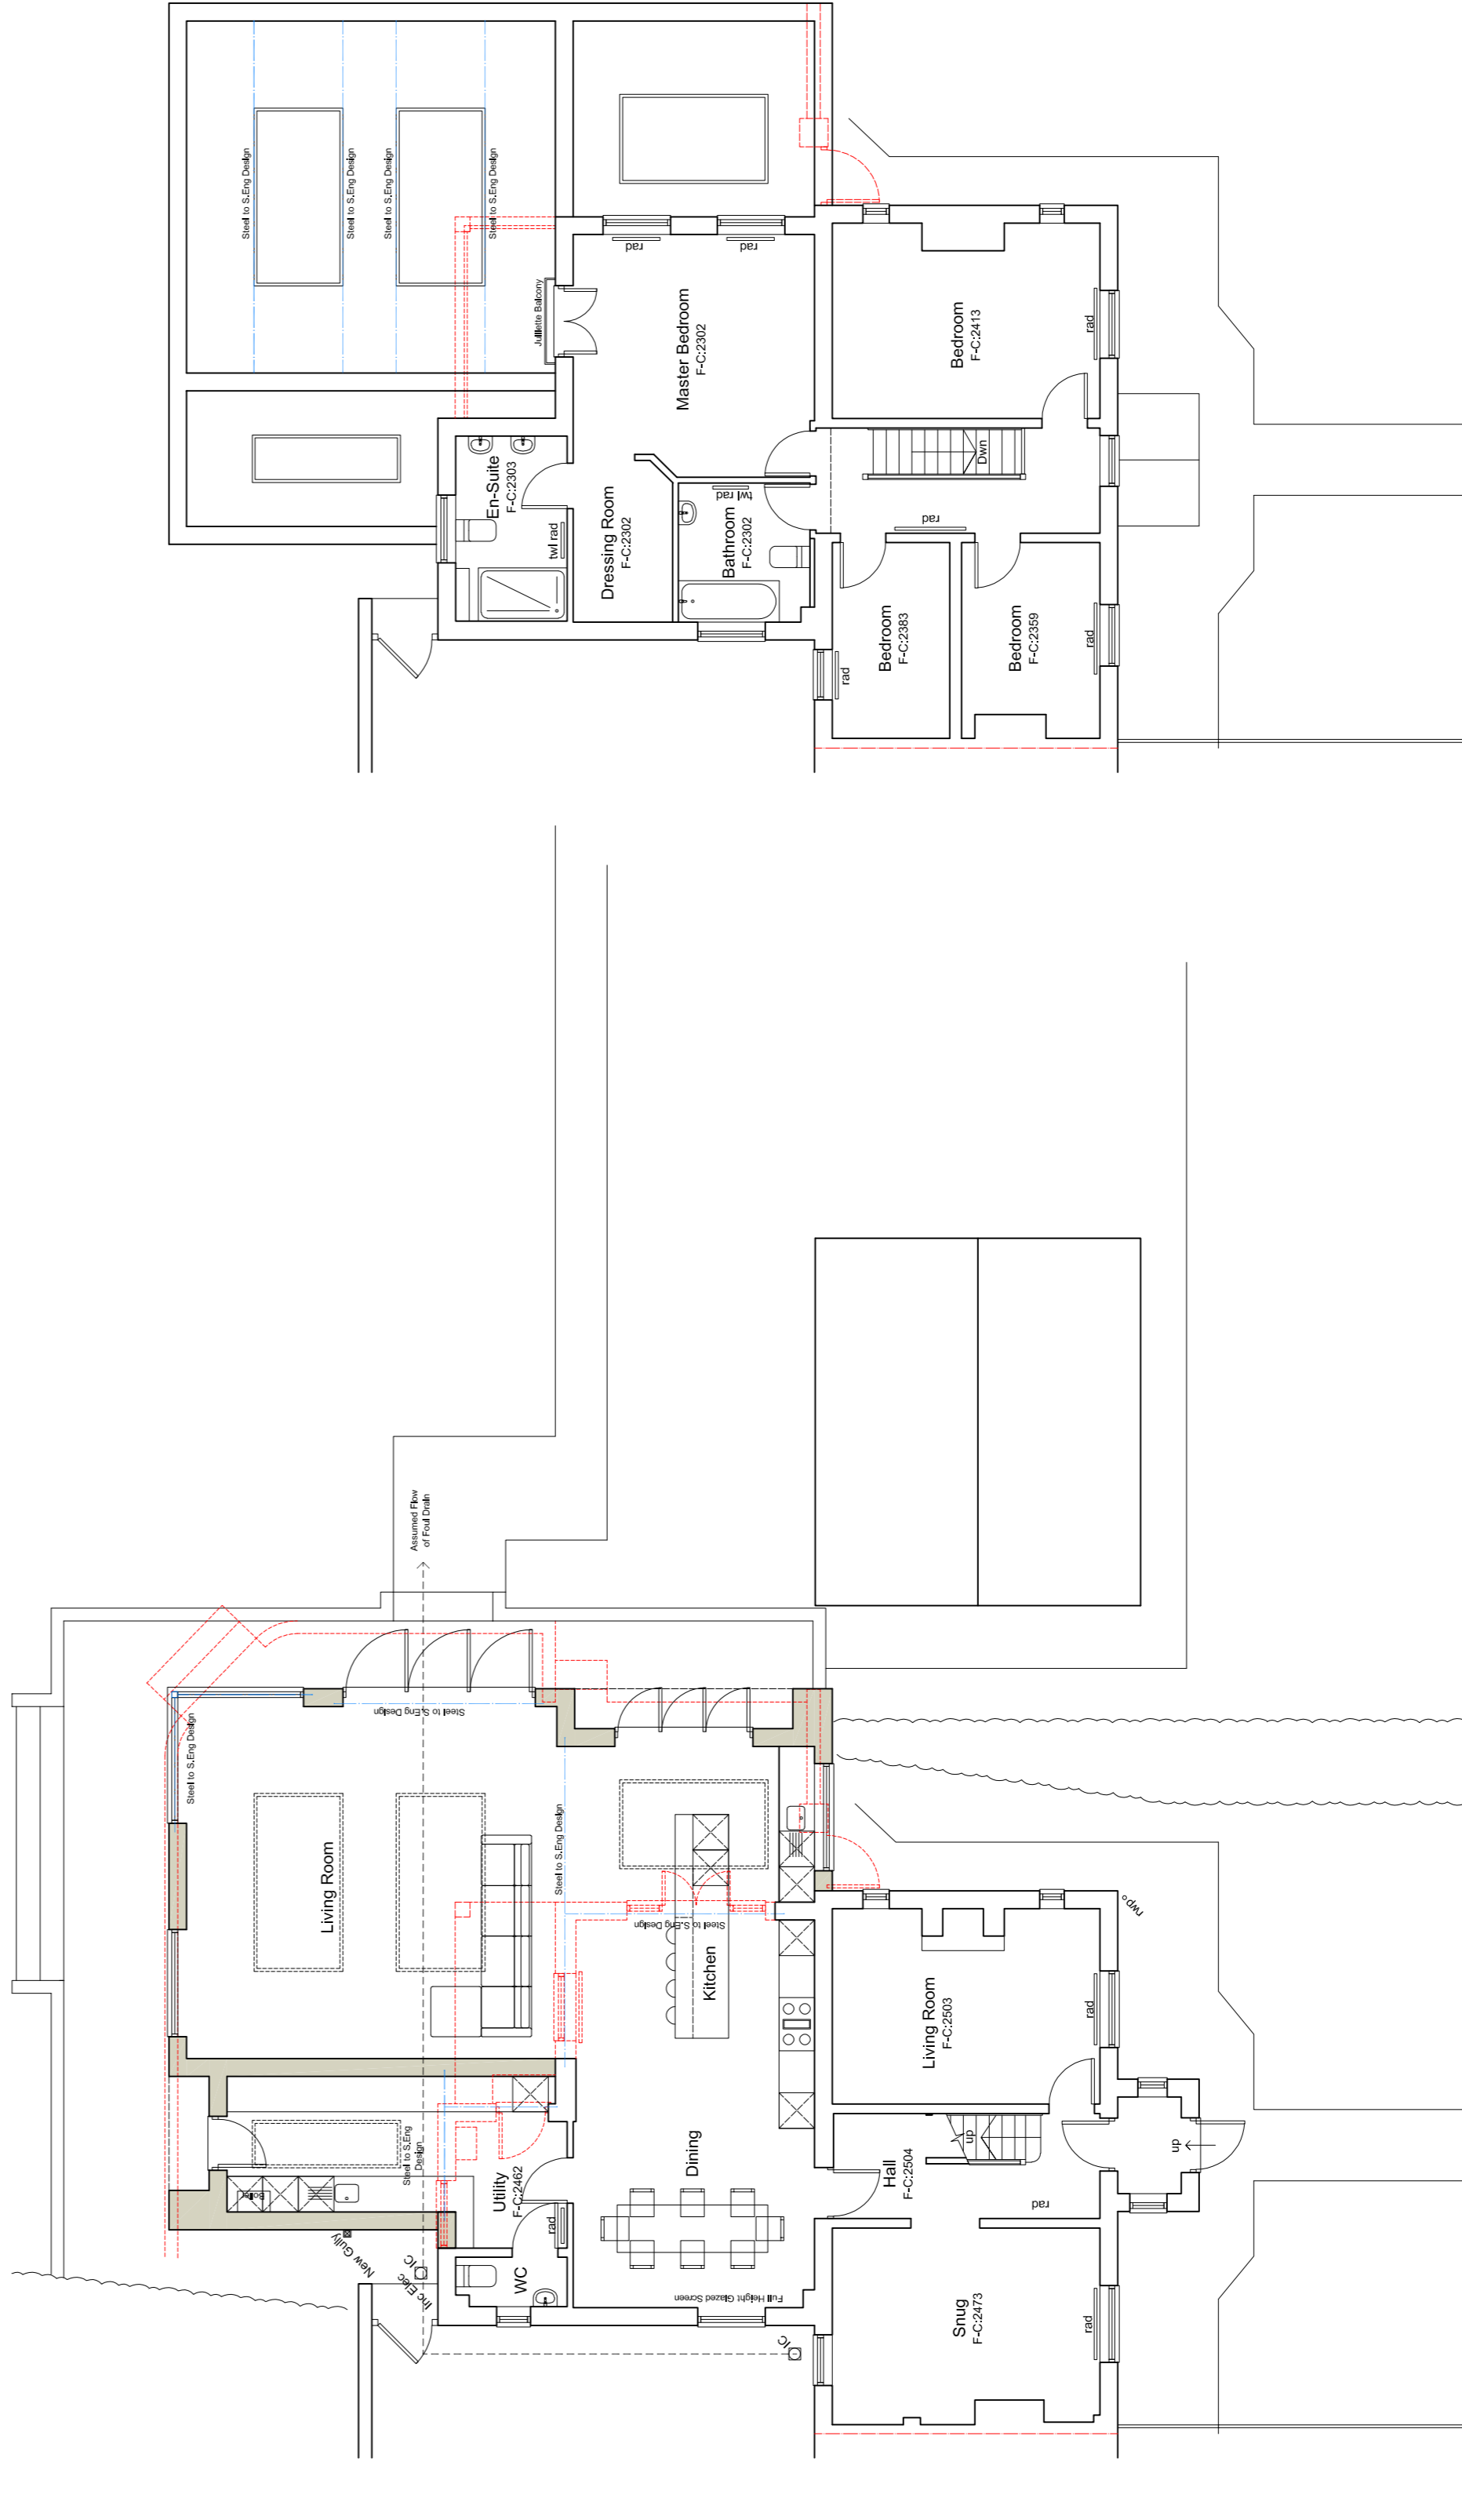 Steel to S.Eng Design
Steel to S.Eng Design
Steel to S.Eng Design
Steel to S.Eng Design
Julliette Balcony
rad
rad
Master Bedroom
F-C:2302
En-Suite
F-C:2303
twl rad
Dressing Room
F-C:2302
Bathroom
F-C:2302
twl rad
Bedroom
F-C:2413
rad
Dwn
rad
Bedroom
F-C:2383
rad
Bedroom
F-C:2359
rad
Assumed Flow
of Foul Drain
Steel to S.Eng Design
Steel to S.Eng Design
Living Room
Steel to S.Eng Design
Steel to S.Eng Design
Kitchen
Steel to S.Eng
Design
Boiler
Utility
F-C:2462
rad
WC
New Gully
IC
Inc Elec
Dining
Full Height Glazed Screen
IC
Living Room
F-C:2503
rad
rwp
Hall
F-C:2504
up
up
rad
Snug
F-C:2473
rad